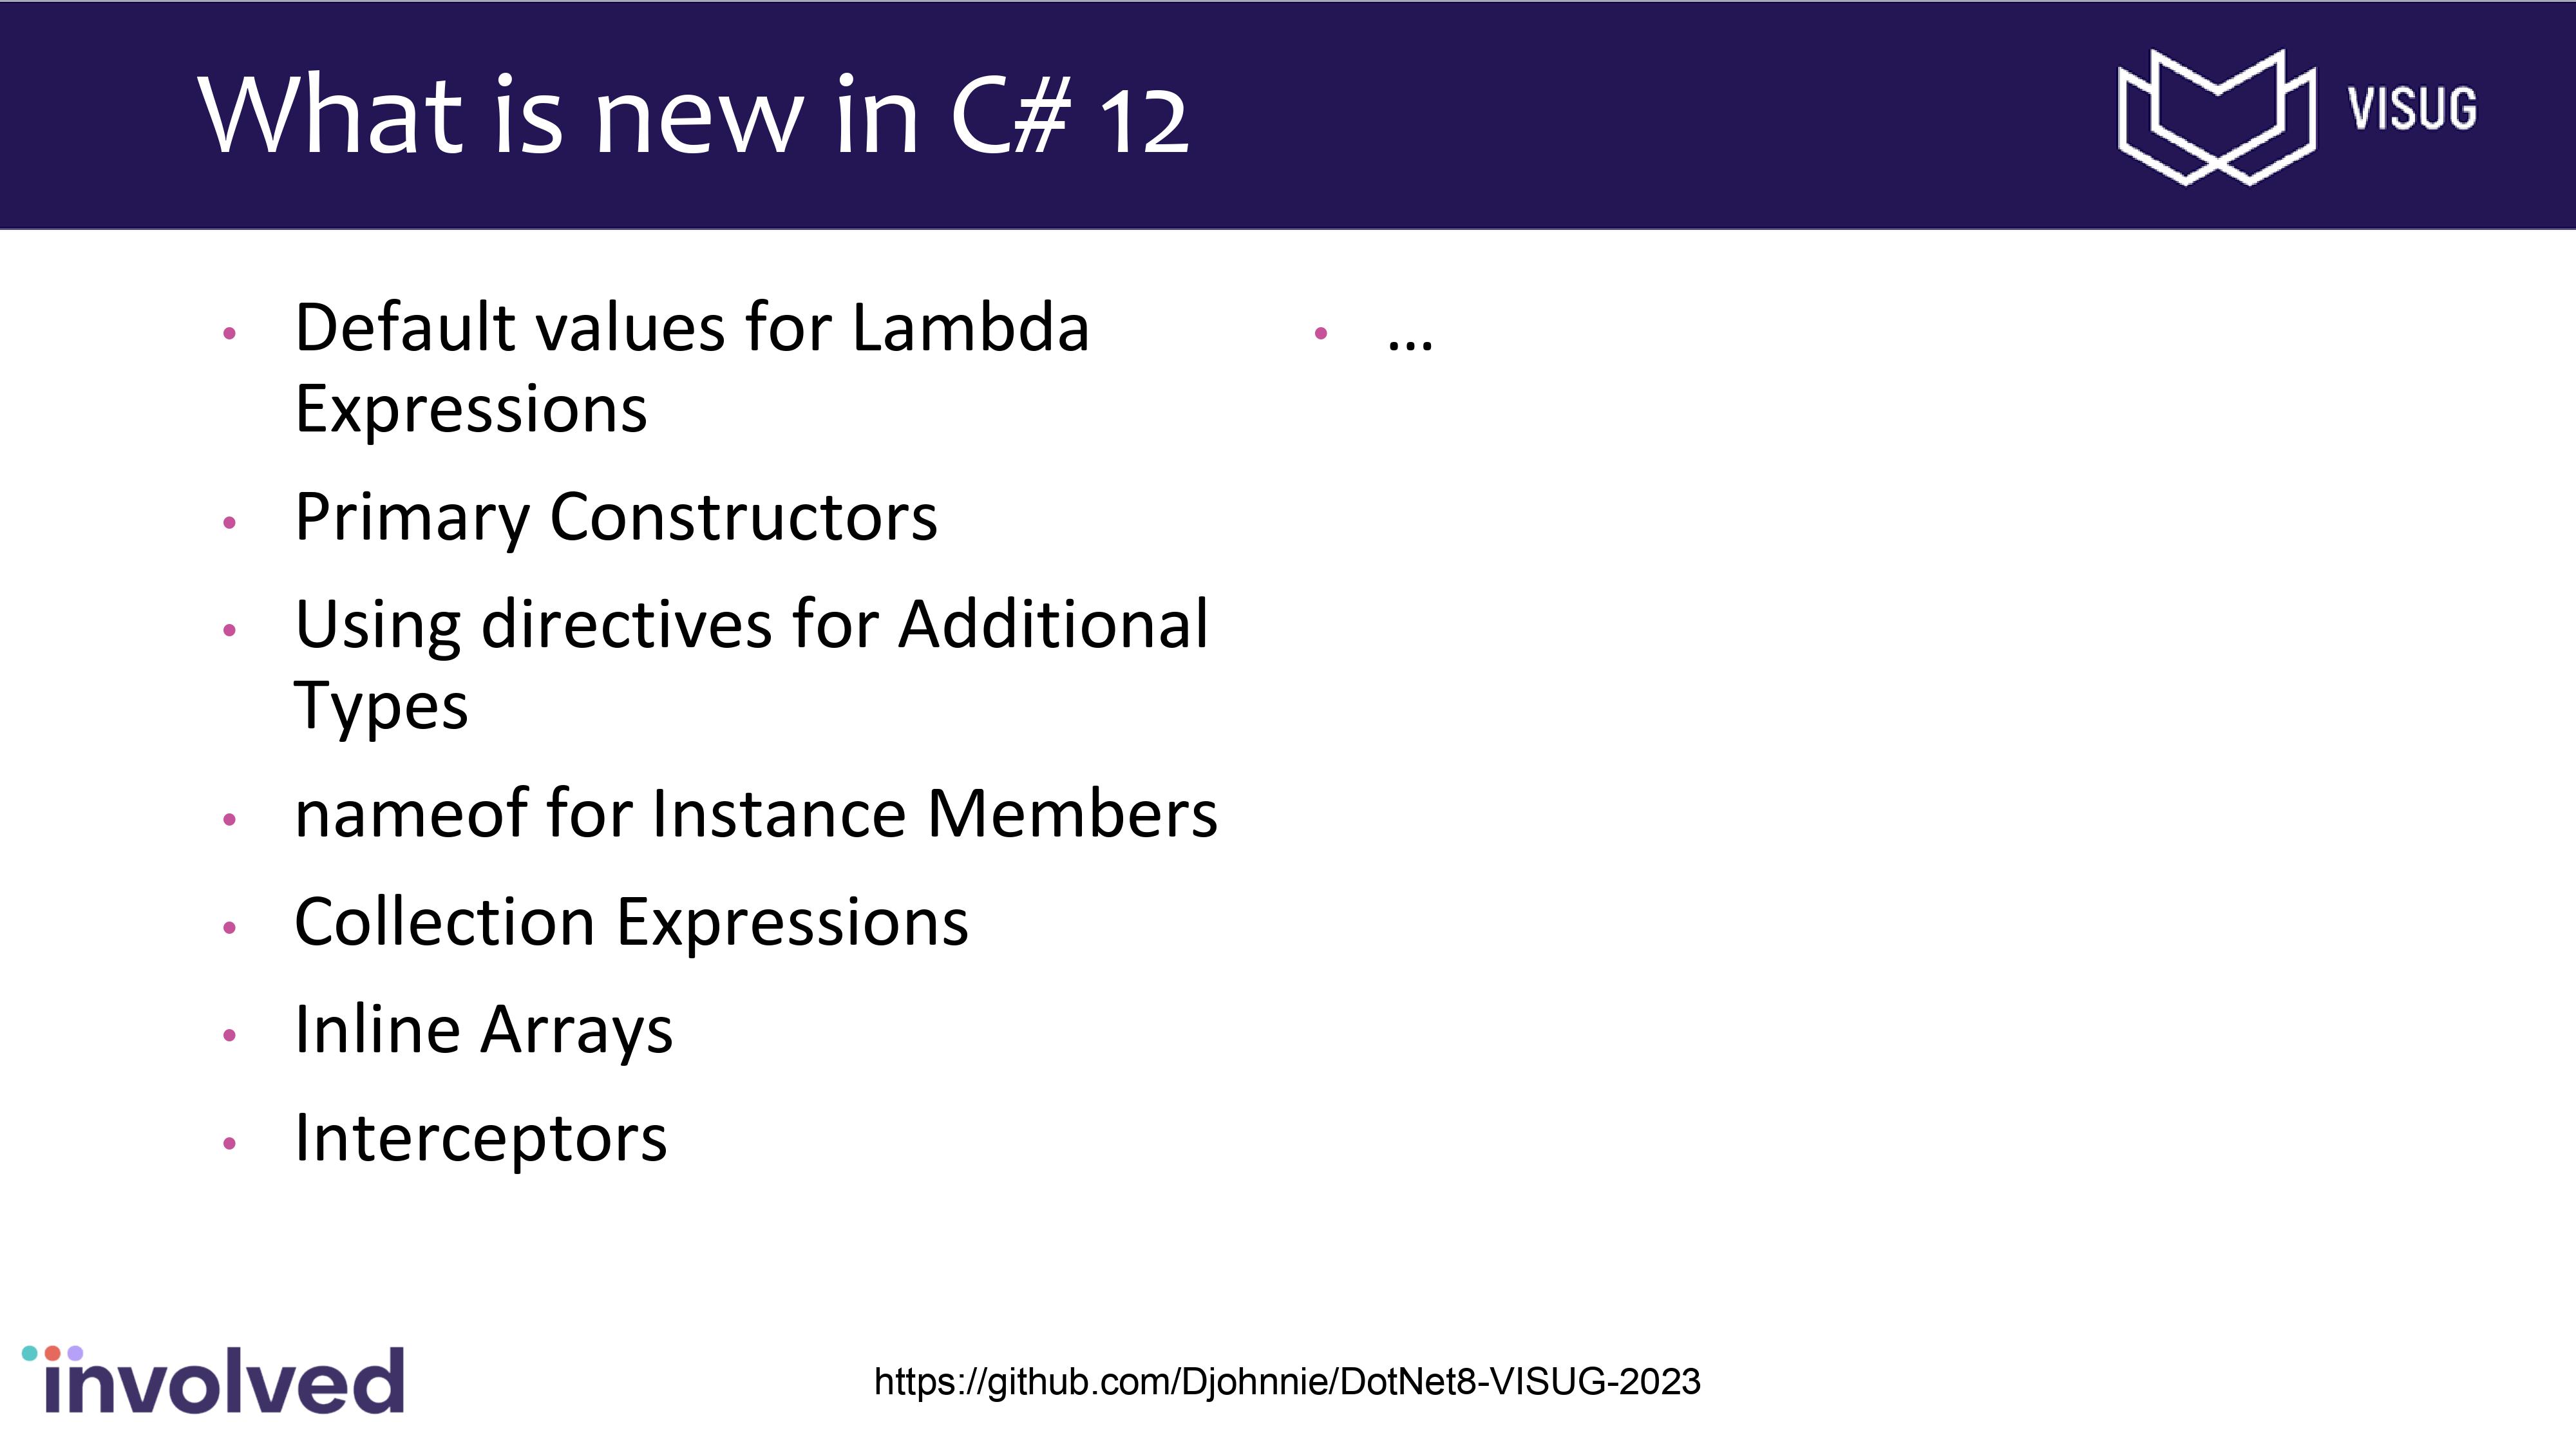 What is new in C# 12
VISUG
• Default values for Lambda
Expressions
• Primary Constructors
• Using directives for Additional
Types
• nameof for Instance Members
• Collection Expressions
• Inline Arrays
• Interceptors
• ...
involved
https://github.com/Djohnnie/DotNet8-VISUG-2023